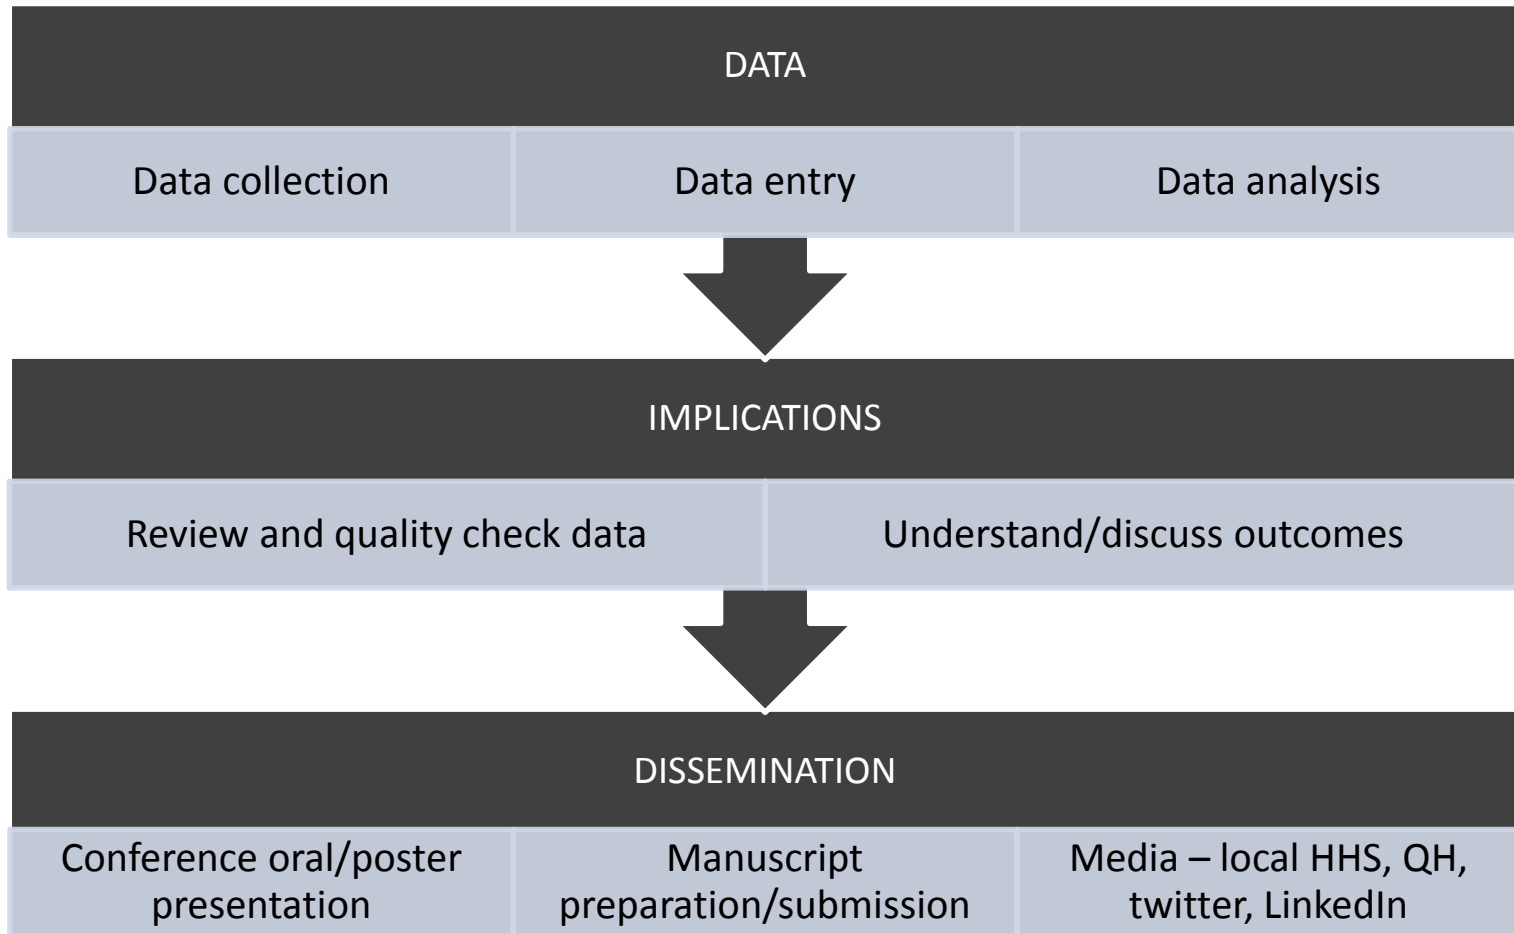 DATA
Data collection
Data entry
Data analysis
IMPLICATIONS
Review and quality check data
Understand/discuss outcomes
DISSEMINATION
Conference oral/poster
presentation
Manuscript
preparation/submission
Media – local HHS, QH,
twitter, LinkedIn